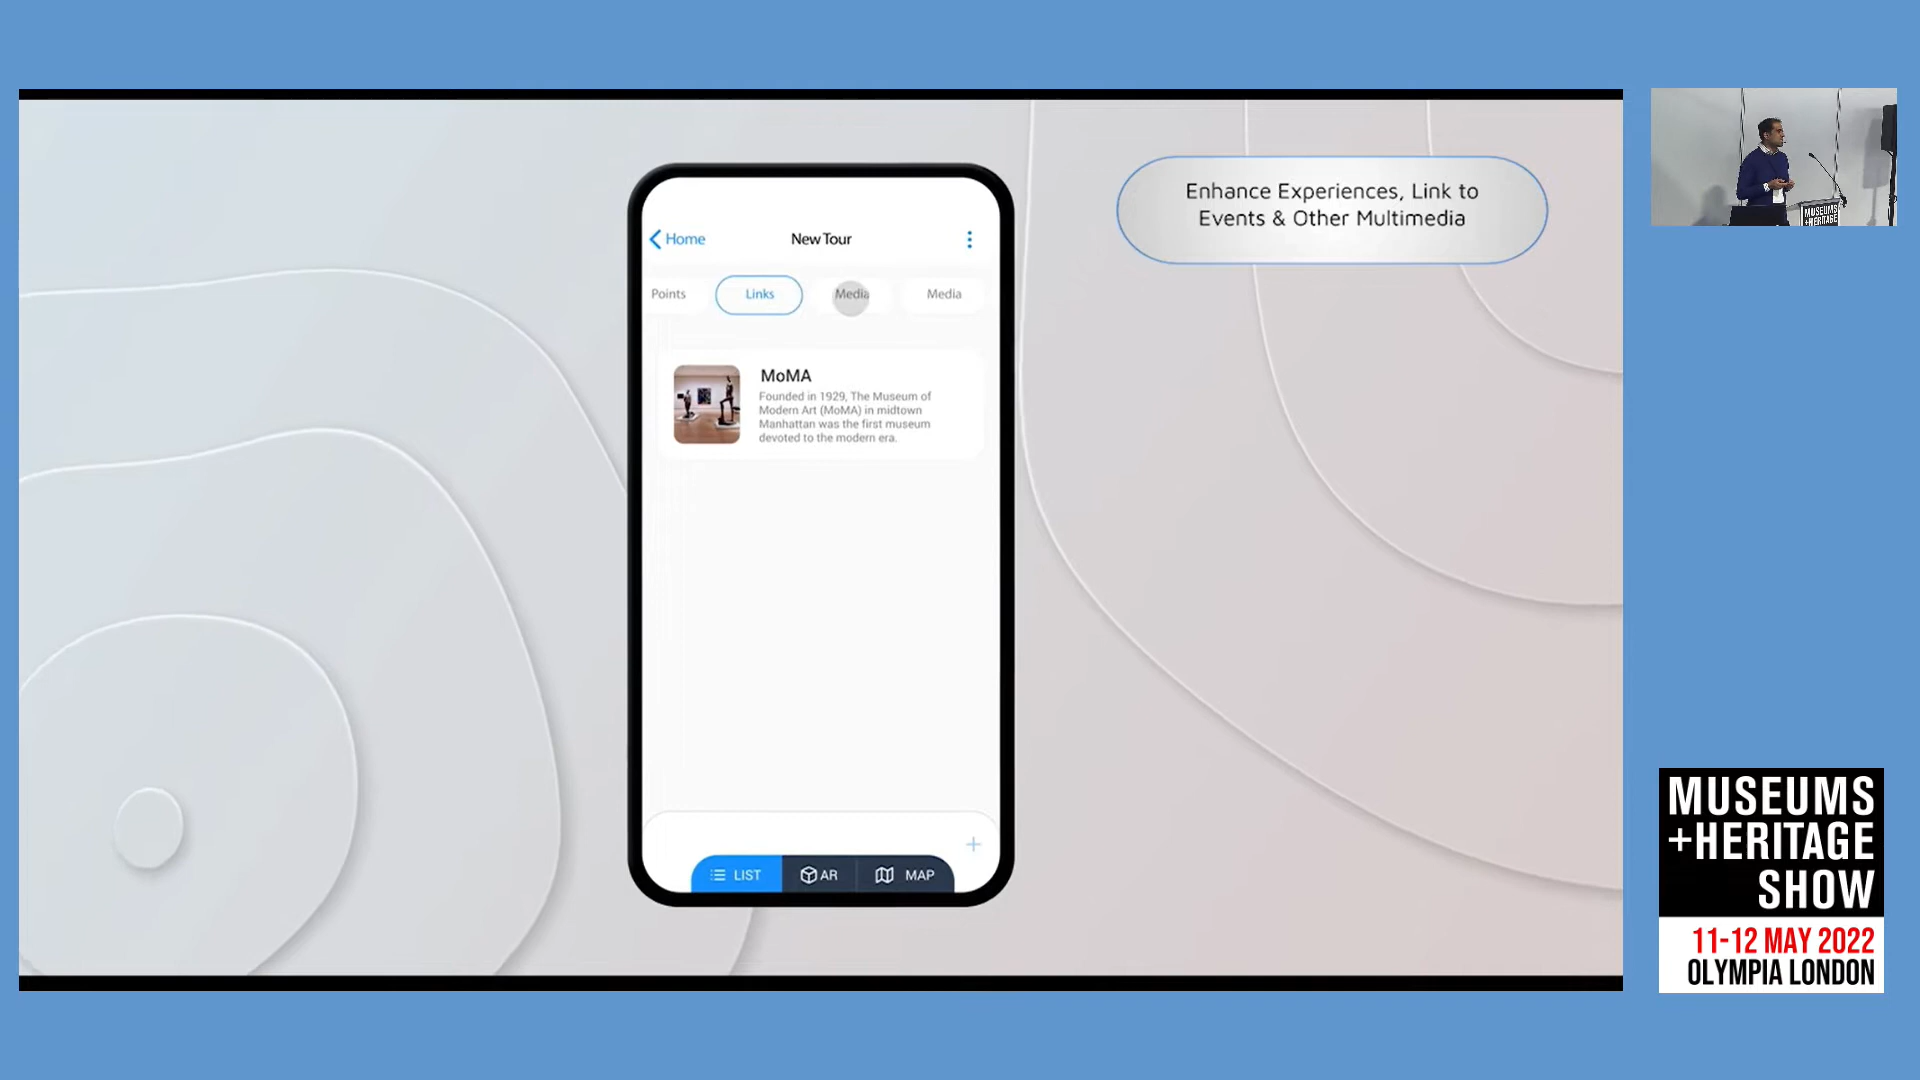 Home
New Tour
Points
Links
Media
Media
MoMA
Founded in 1929, The Museum of
Modern Art (MoMA) in midtown
Manhattan was the first museum
devoted to the modern era.
LIST
AR
MAP
Enhance Experiences, Link to
Events & Other Multimedia
MUSEUMS
+HERITAGE
MUSEUMS
+HERITAGE
SHOW
11-12 MAY 2022
OLYMPIA LONDON